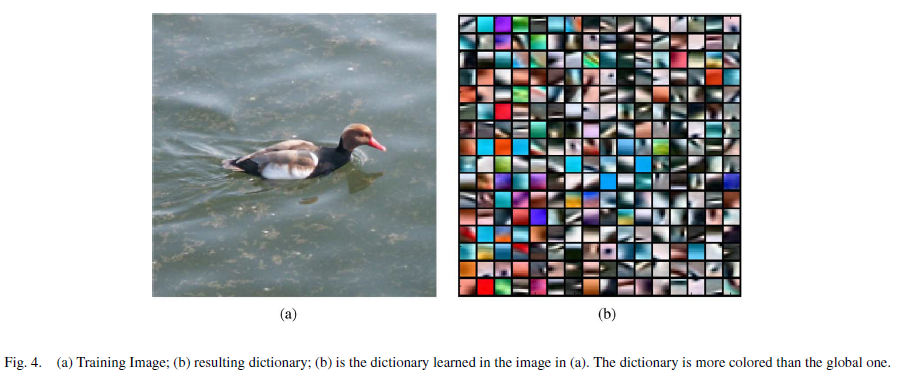 (a)
(b)
Fig. 4. (a) Training Image; (b) resulting dictionary; (b) is the dictionary learned in the image in (a). The dictionary is more colored than the global one.